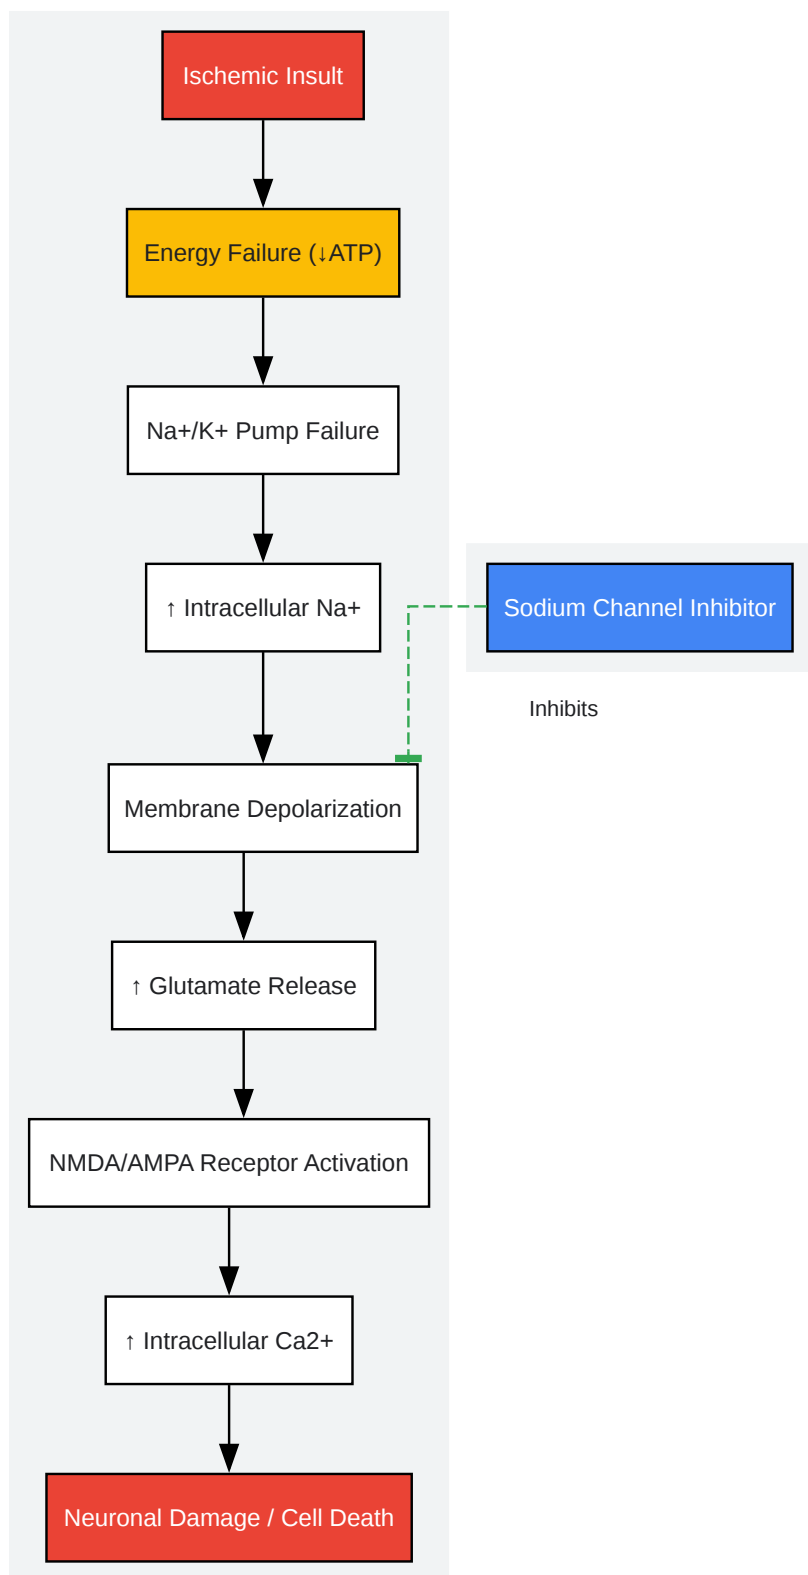 Ischemic Insult
Energy Failure (↓ATP)
Na+/K+ Pump Failure
↑ Intracellular Na+
Sodium Channel Inhibitor
Inhibits
Membrane Depolarization
↑ Glutamate Release
NMDA/AMPA Receptor Activation
↑ Intracellular Ca2+
Neuronal Damage / Cell Death